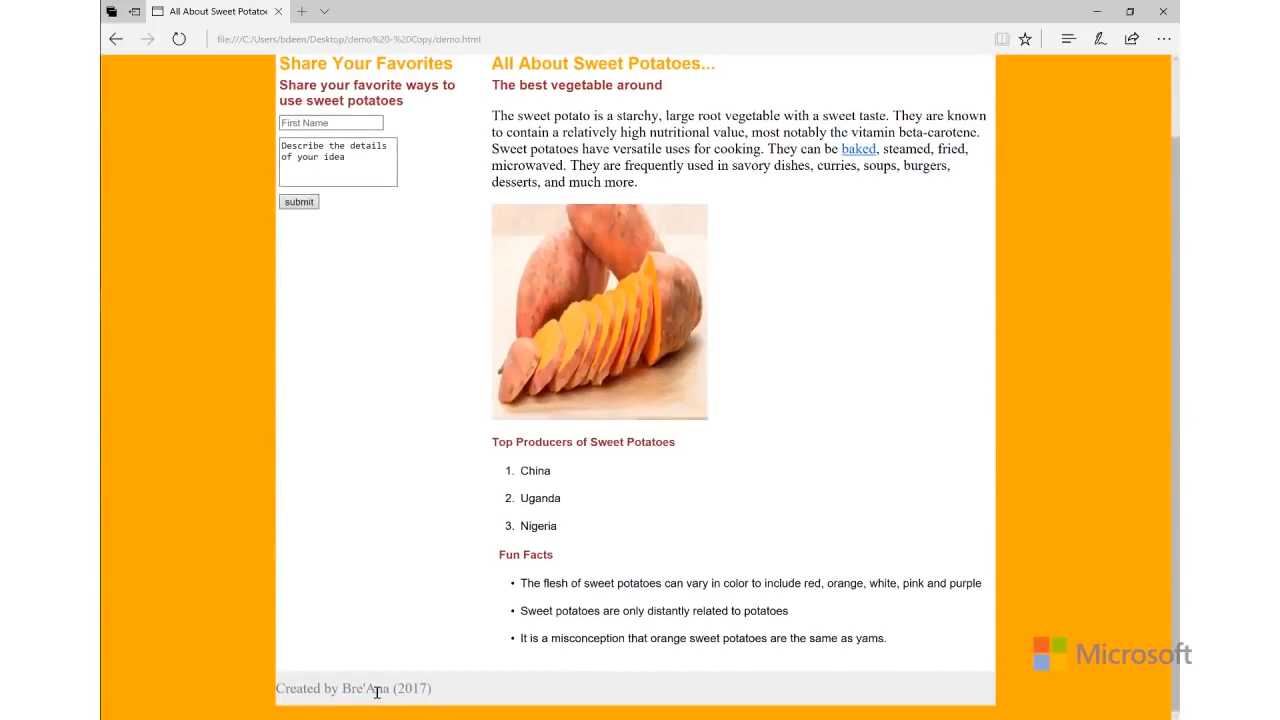 All About Sweet Potatoe
file:///C:/Users/bdeen/Desktop/demo%20-%20Copy/demo.html
Share Your Favorites
Share your favorite ways to
use sweet potatoes
First Name
Describe the details
of your idea
submit
All About Sweet Potatoes...
The best vegetable around
The sweet potato is a starchy, large root vegetable with a sweet taste. They are known
to contain a relatively high nutritional value, most notably the vitamin beta-carotene.
Sweet potatoes have versatile uses for cooking. They can be baked, steamed, fried,
microwaved. They are frequently used in savory dishes, curries, soups, burgers,
desserts, and much more.
Top Producers of Sweet Potatoes
1. China
2. Uganda
3. Nigeria
Fun Facts
• The flesh of sweet potatoes can vary in color to include red, orange, white, pink and purple
• Sweet potatoes are only distantly related to potatoes
• It is a misconception that orange sweet potatoes are the same as yams.
Created by Bre'Ana (2017)
Microsoft